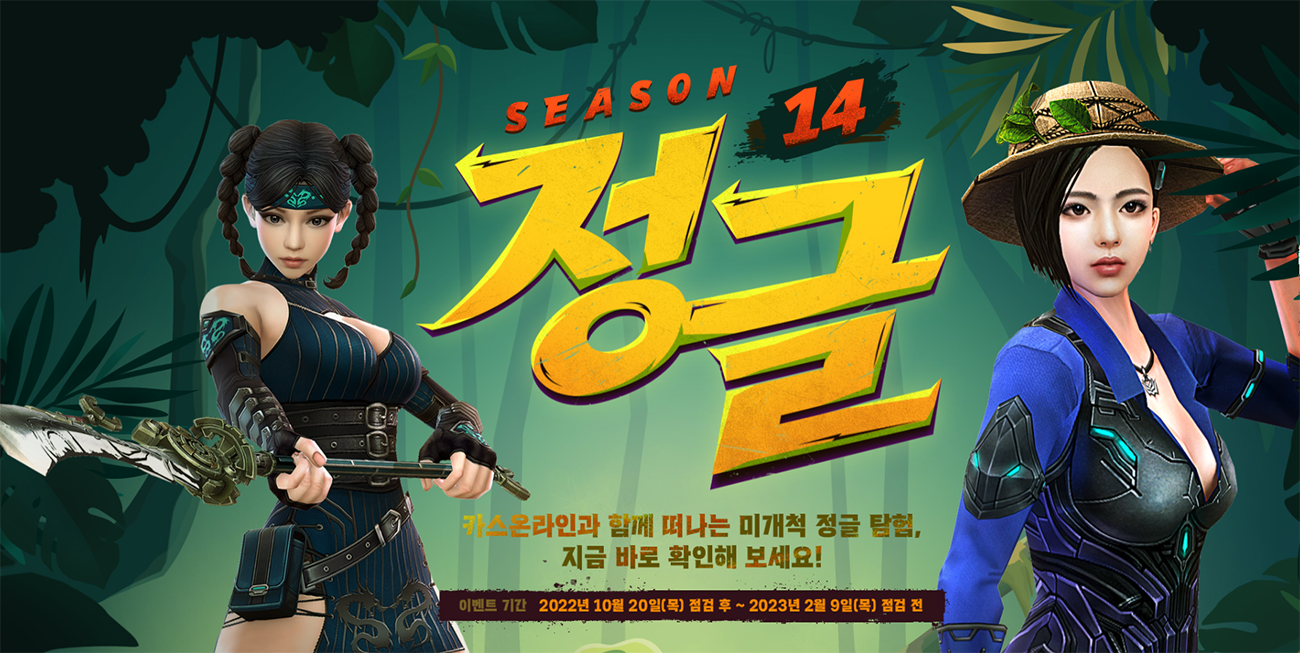 SEASON 14
정글
카스온라인과 함께 떠나는 미개척 정글 탐험,
지금 바로 확인해 보세요!
이벤트 기간 2022년 10월 20일(목) 점검 후 ~ 2023년 2월 9일(목) 점검 전